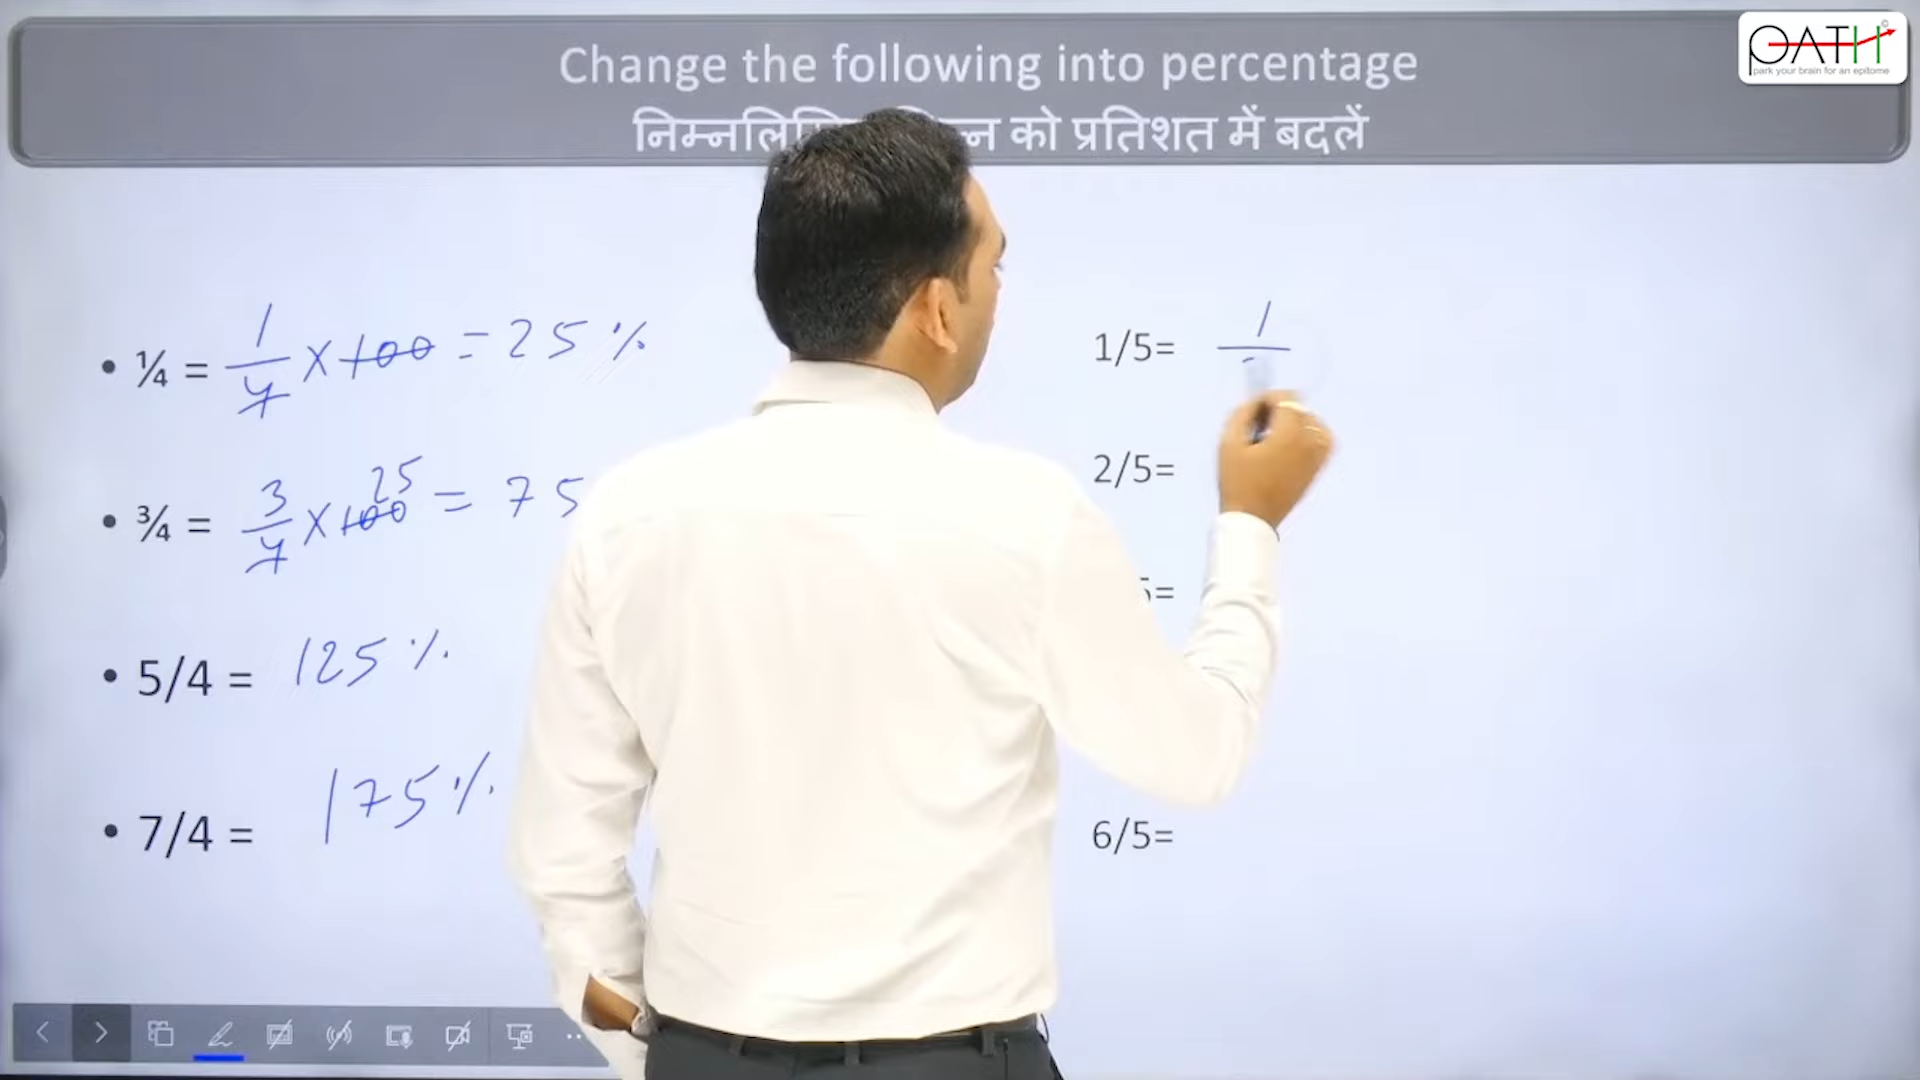 Change the following into percentage
निम्नलि न्न को प्रतिशत में बदलें
PATH
©
park your brain for an epitome
• ¼ = 1/4 × 100 = 25 %
• ¾ = 3/4 × 100 25 = 75
• 5/4 = 125 %
• 7/4 = 175 %
1/5= 1
2/5=
5=
6/5=